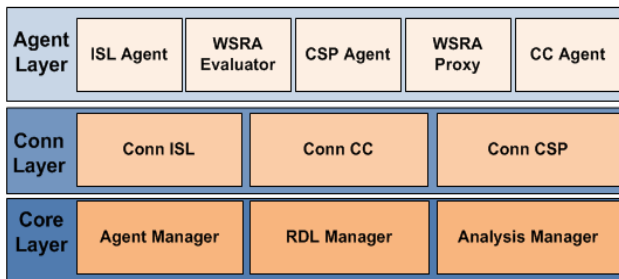 Agent
Layer
ISL Agent
WSRA
Evaluator
CSP Agent
WSRA
Proxy
CC Agent
Conn
Layer
Conn ISL
Conn CC
Conn CSP
Core
Layer
Agent Manager
RDL Manager
Analysis Manager